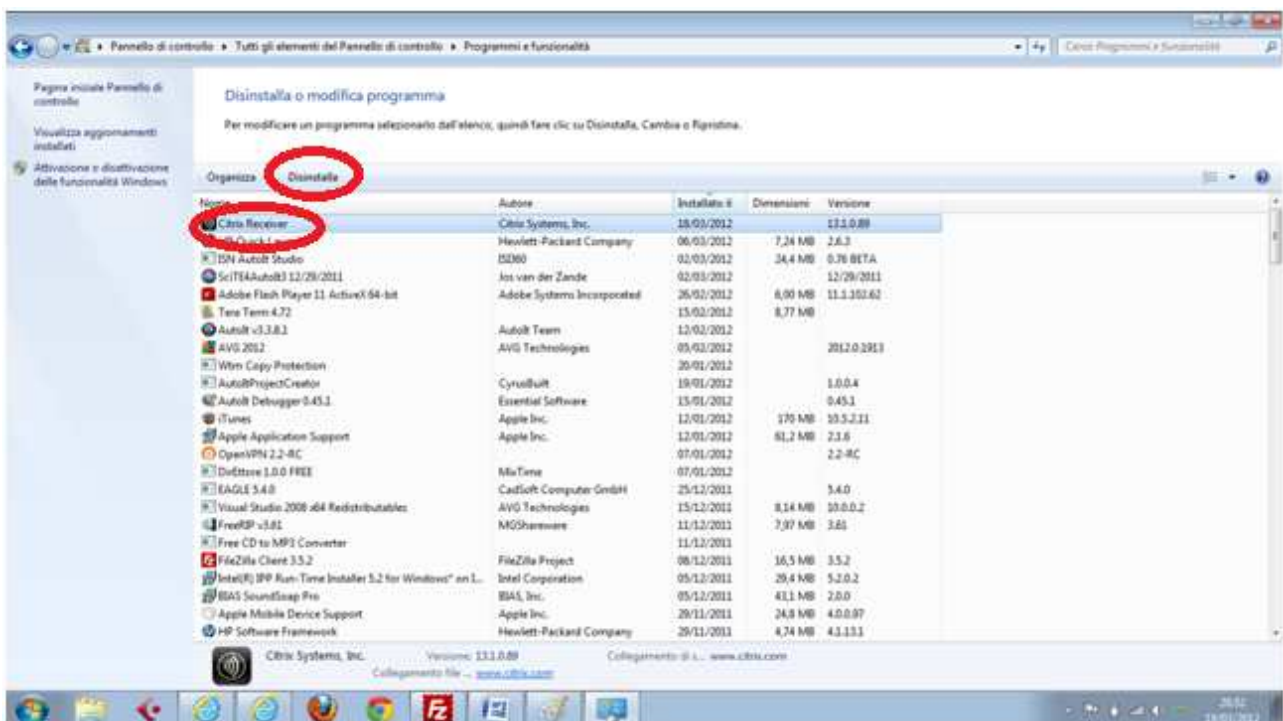 Pannello di controllo Tutti gli elementi del Pannello di controllo Programmi e funzionalità Cerca Programmi e funzionalità
Pagina iniziale Pannello di
controllo
Visualizza aggiornamenti
installati
Attivazione e disattivazione
delle funzionalità Windows
Disinstalla o modifica programma
Per modificare un programma selezionarlo dall'elenco, quindi fare clic su Disinstalla, Cambia o Ripristina.
Organizza Disinstalla
Nome Autore Installato il Dimensioni Versione
Citrix Receiver Citrix Systems, Inc. 18/03/2012 13.1.0.89
Hewlett-Packard Company 06/03/2012 7,24 MB 2.6.3
ISN AutoIt Studio ISI360 02/03/2012 24,4 MB 0.76 BETA
SciTE4AutoIt3 12/29/2011 Jos van der Zande 02/03/2012 12/29/2011
Adobe Flash Player 11 ActiveX 64-bit Adobe Systems Incorporated 26/02/2012 6,00 MB 11.1.102.62
Tera Term 4.72 15/02/2012 8,77 MB
AutoIt v3.3.8.1 AutoIt Team 12/02/2012
AVG 2012 AVG Technologies 05/02/2012 2012.0.1913
Wtm Copy Protection 20/01/2012
AutoItProjectCreator CyrusBuilt 19/01/2012 1.0.0.4
AutoIt Debugger 0.45.1 Essential Software 15/01/2012 0.45.1
iTunes Apple Inc. 12/01/2012 170 MB 10.5.2.11
Apple Application Support Apple Inc. 12/01/2012 61,2 MB 2.1.6
OpenVPN 2.2-RC 07/01/2012 2.2-RC
DirEttore 1.0.0 FREE MixTime 07/01/2012
EAGLE 5.4.0 CadSoft Computer GmbH 25/12/2011 5.4.0
Visual Studio 2008 x64 Redistributables AVG Technologies 15/12/2011 8,14 MB 10.0.0.2
FreeRIP v3.61 MGShareware 11/12/2011 7,97 MB 3.61
Free CD to MP3 Converter 11/12/2011
FileZilla Client 3.5.2 FileZilla Project 08/12/2011 16,5 MB 3.5.2
Intel(R) IPP Run-Time Installer 5.2 for Windows* on I... Intel Corporation 05/12/2011 29,4 MB 5.2.0.2
BIAS SoundSoap Pro BIAS, Inc. 05/12/2011 43,1 MB 2.0.0
Apple Mobile Device Support Apple Inc. 29/11/2011 24,8 MB 4.0.0.97
HP Software Framework Hewlett-Packard Company 29/11/2011 4,74 MB 4.1.13.1
Citrix Systems, Inc. Versione: 13.1.0.89 Collegamento di s... www.citrix.com
Collegamento file ... www.citrix.com